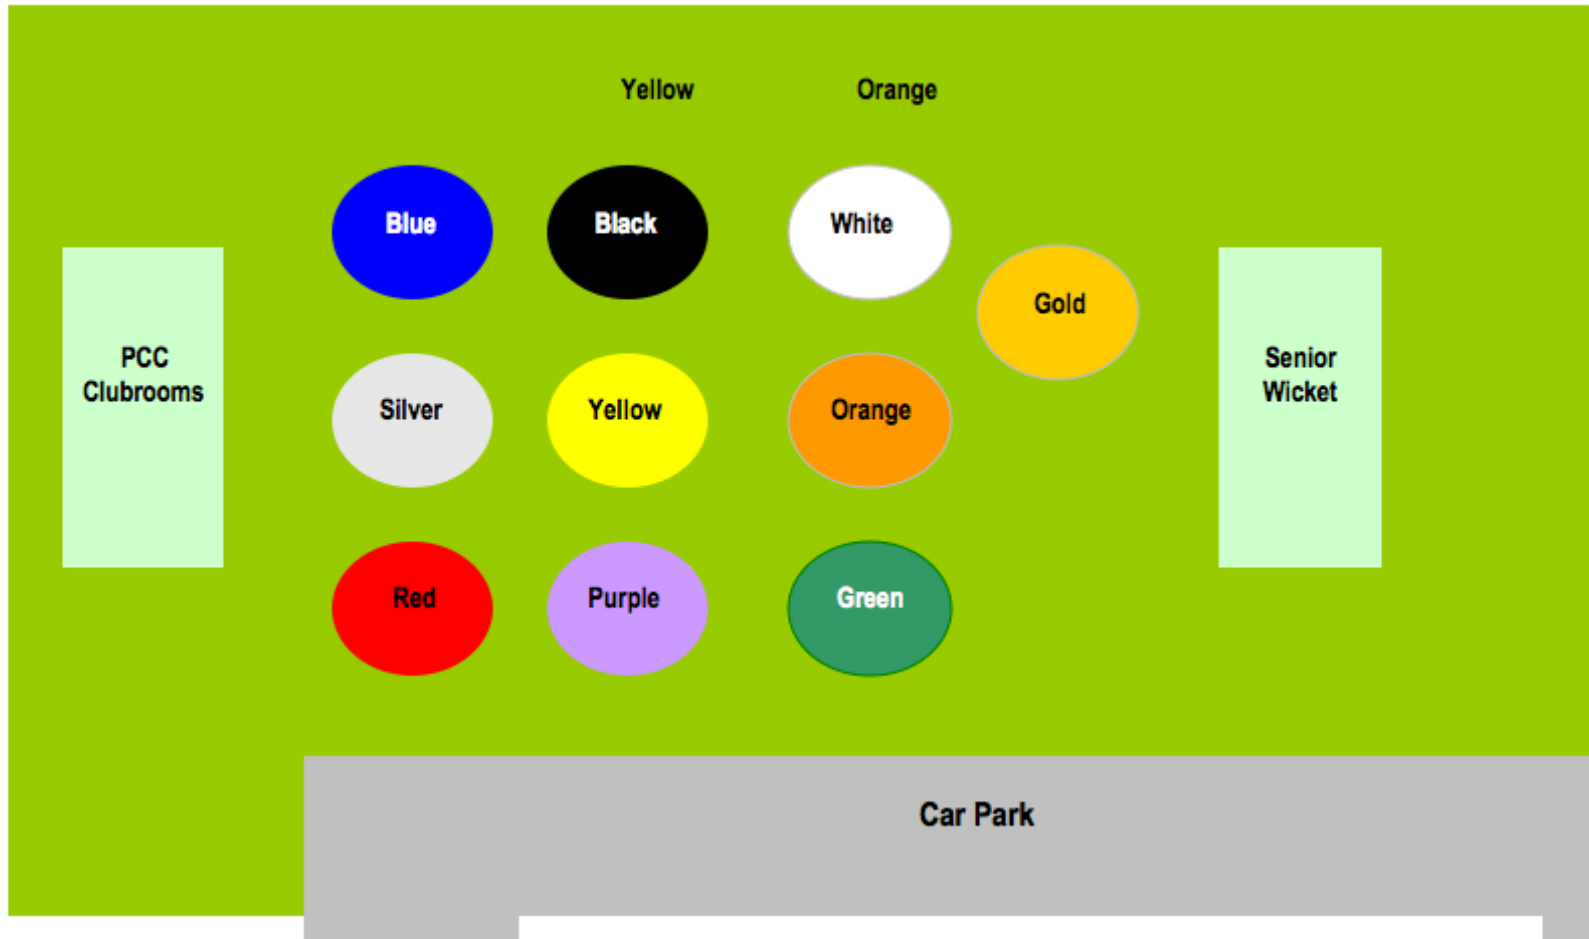 Yellow Orange
Blue Black White
Gold
PCC
Clubrooms
Senior
Wicket
Silver Yellow Orange
Red Purple Green
Car Park